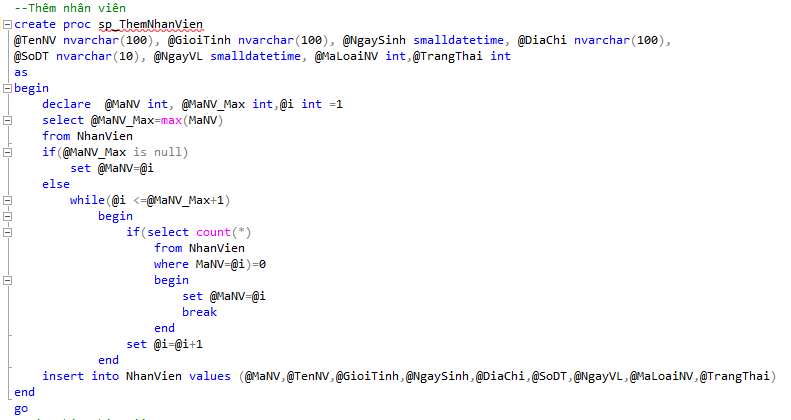 --Thêm nhân viên
create proc sp_ThemNhanVien
@TenNV nvarchar(100), @GioiTinh nvarchar(100), @NgaySinh smalldatetime, @DiaChi nvarchar(100),
@SoDT nvarchar(10), @NgayVL smalldatetime, @MaLoaiNV int,@TrangThai int
as
begin
declare  @MaNV int, @MaNV_Max int,@i int =1
select @MaNV_Max=max(MaNV)
from NhanVien
if(@MaNV_Max is null)
set @MaNV=@i
else
while(@i <=@MaNV_Max+1)
begin
if(select count(*)
from NhanVien
where MaNV=@i)=0
begin
set @MaNV=@i
break
end
set @i=@i+1
end
insert into NhanVien values (@MaNV,@TenNV,@GioiTinh,@NgaySinh,@DiaChi,@SoDT,@NgayVL,@MaLoaiNV,@TrangThai)
end
go